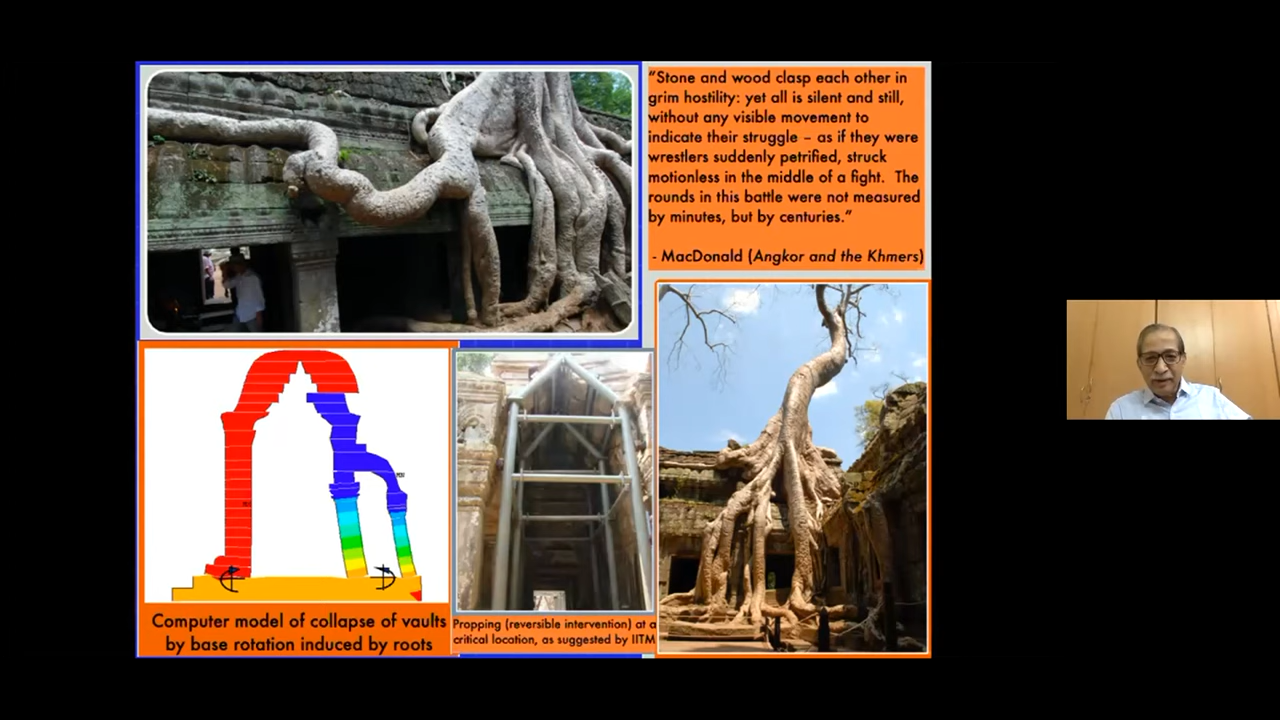 “Stone and wood clasp each other in
grim hostility: yet all is silent and still,
without any visible movement to
indicate their struggle – as if they were
wrestlers suddenly petrified, struck
motionless in the middle of a fight.  The
rounds in this battle were not measured
by minutes, but by centuries.”
- MacDonald (Angkor and the Khmers)
Computer model of collapse of vaults
by base rotation induced by roots
Propping (reversible intervention) at a
critical location, as suggested by IITM